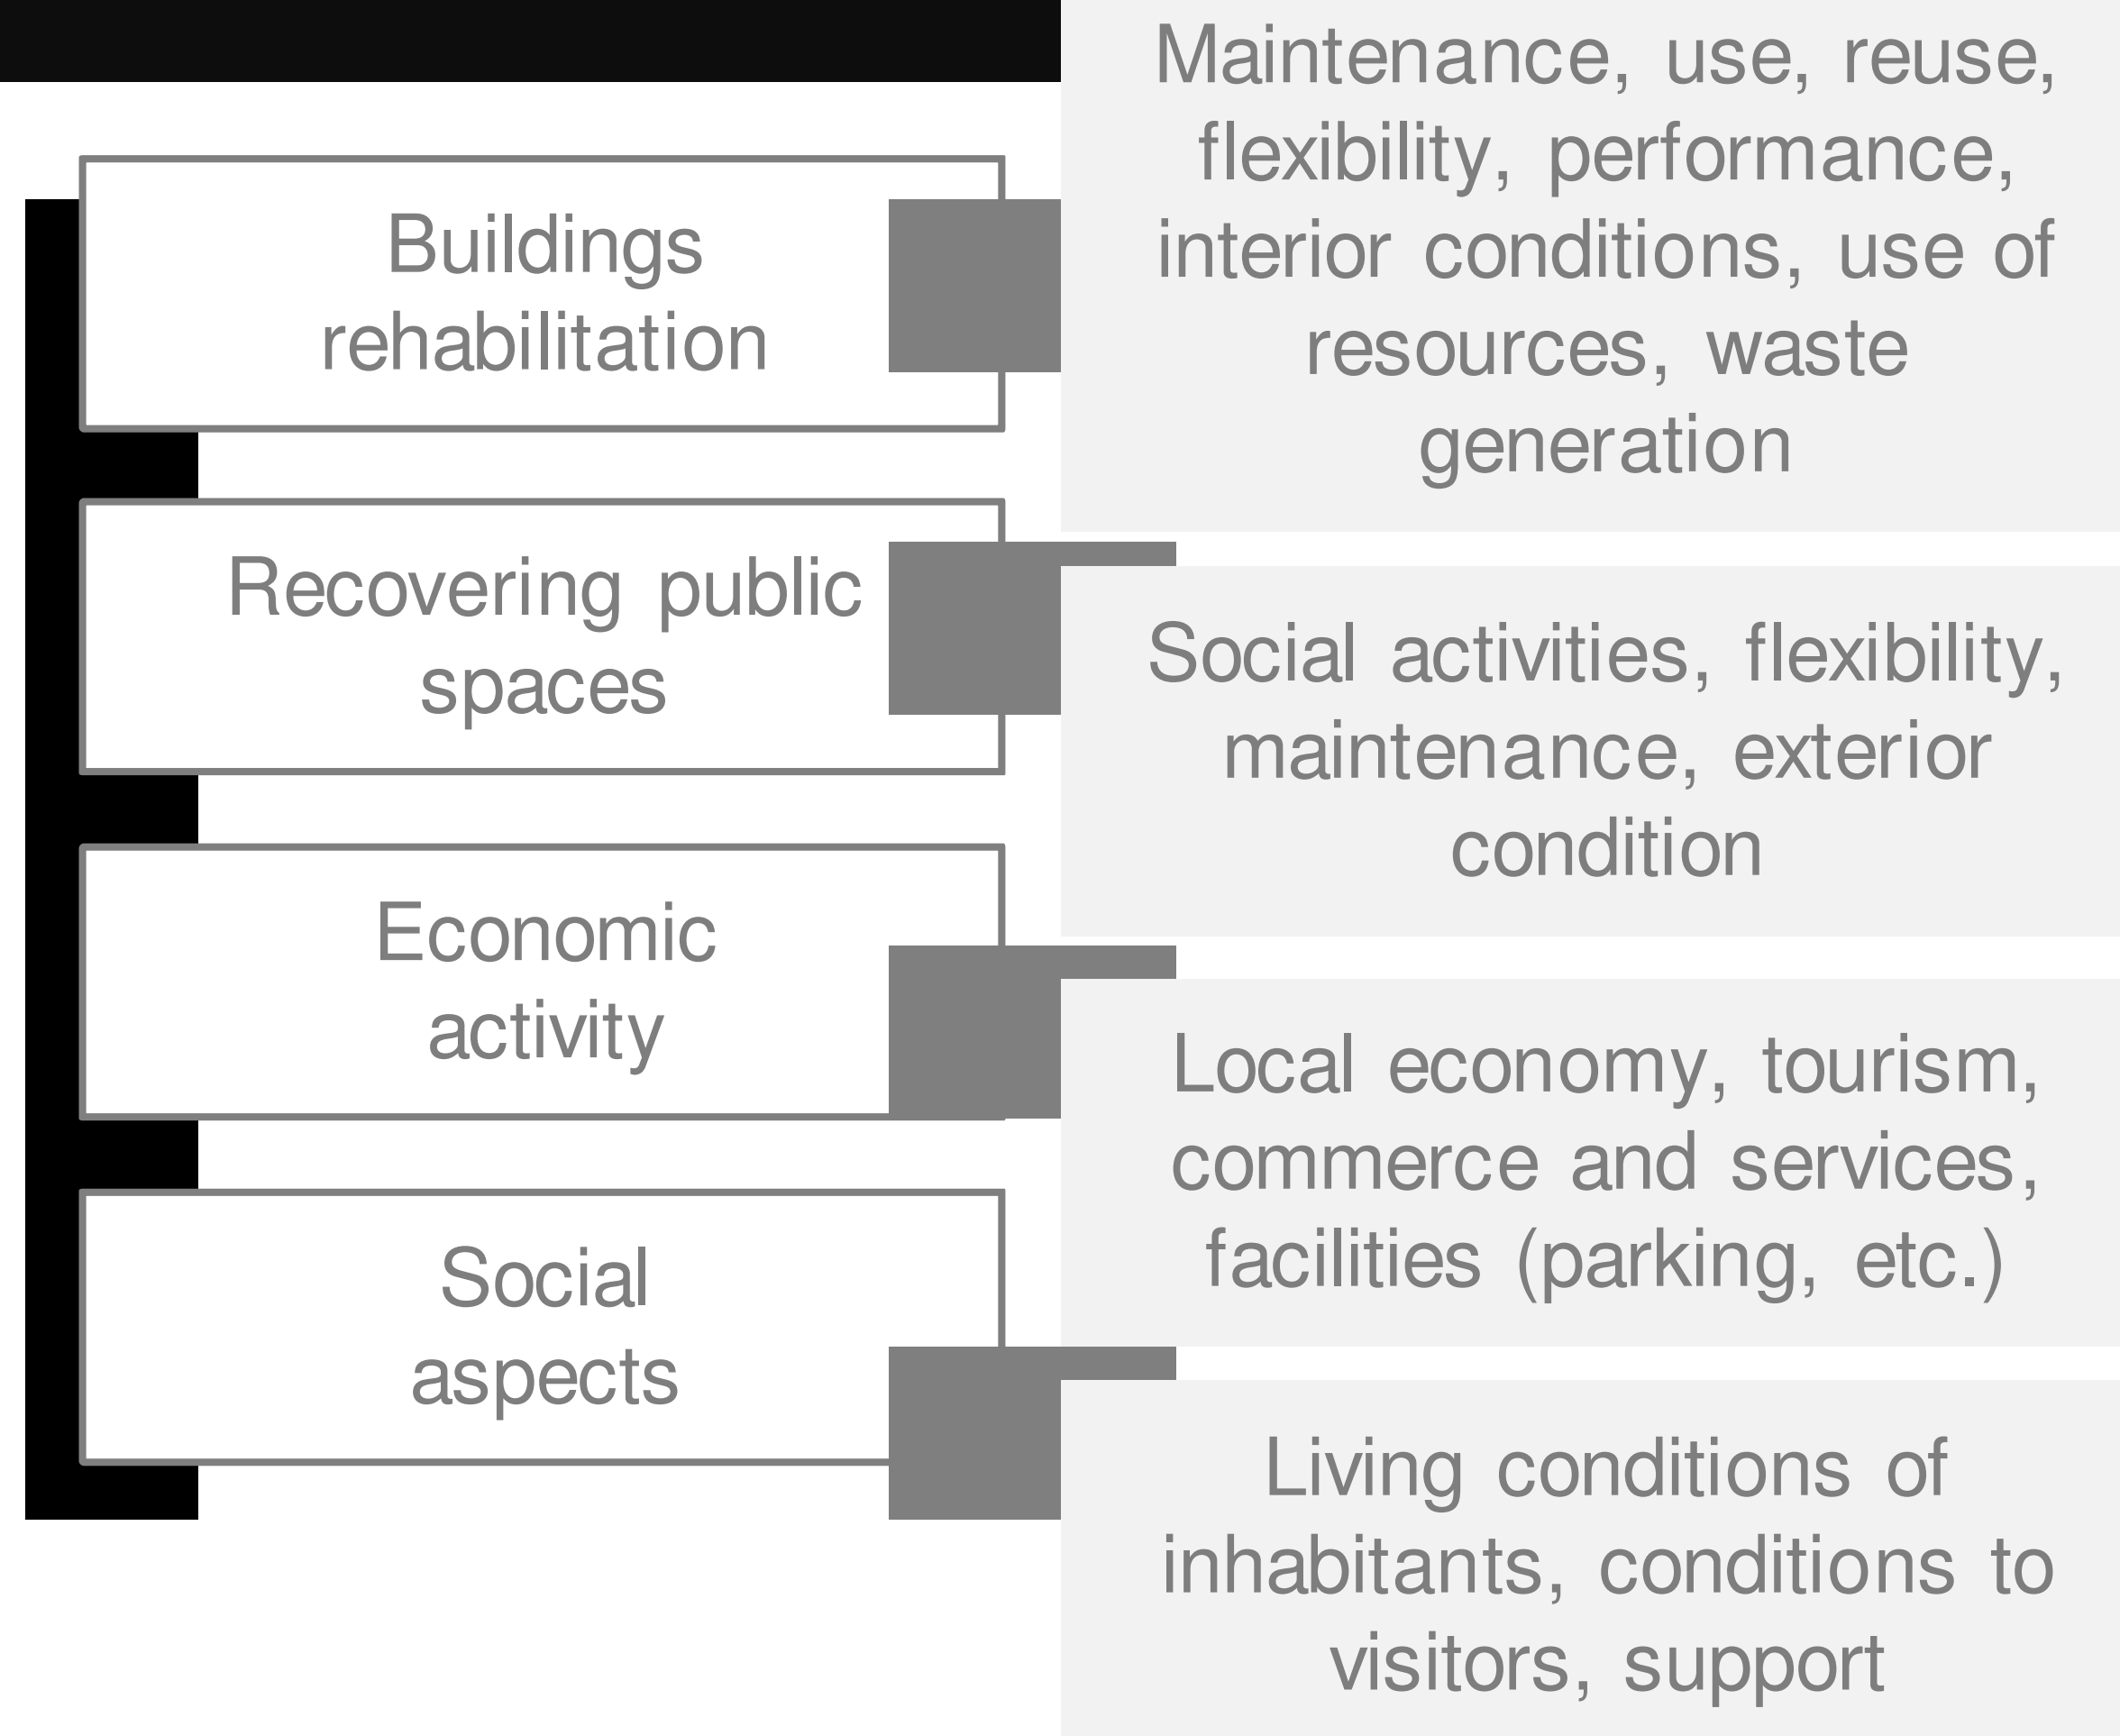 Buildings
rehabilitation
Maintenance, use, reuse,
flexibility, performance,
interior conditions, use of
resources, waste
generation
Recovering public
spaces
Social activities, flexibility,
maintenance, exterior
condition
Economic
activity
Local economy, tourism,
commerce and services,
facilities (parking, etc.)
Social
aspects
Living conditions of
inhabitants, conditions to
visitors, support